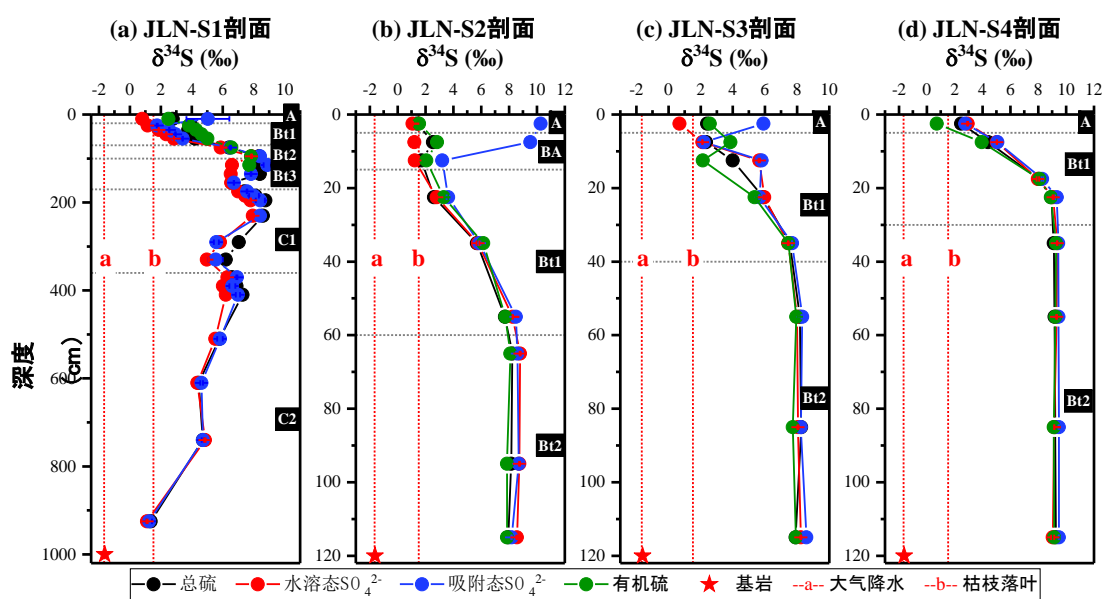 (a) JLN-S1剖面
δ³⁴S (‰)
-2 0 2 4 6 8 10
0
200
400
600
800
1000
深度 (cm)
A
Bt1
Bt2
Bt3
C1
C2
a
b
(b) JLN-S2剖面
δ³⁴S (‰)
-2 0 2 4 6 8 10 12
0
20
40
60
80
100
120
A
BA
Bt1
Bt2
a
b
(c) JLN-S3剖面
δ³⁴S (‰)
-2 0 2 4 6 8 10
0
20
40
60
80
100
120
A
Bt1
Bt2
a
b
(d) JLN-S4剖面
δ³⁴S (‰)
-4 -2 0 2 4 6 8 10 12
0
20
40
60
80
100
120
A
Bt1
Bt2
a
b
总硫 水溶态SO₄²⁻ 吸附态SO₄²⁻ 有机硫 基岩 --a--大气降水 --b--枯枝落叶